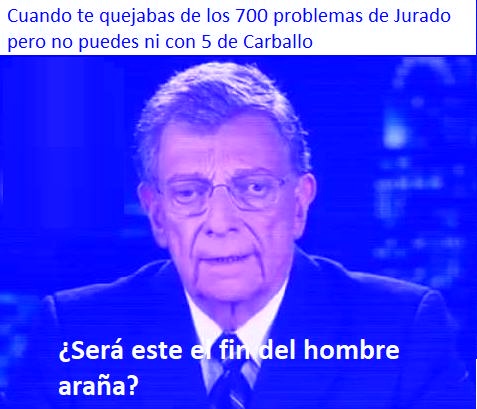 Cuando te quejabas de los 700 problemas de Jurado
pero no puedes ni con 5 de Carballo
¿Será este el fin del hombre
araña?